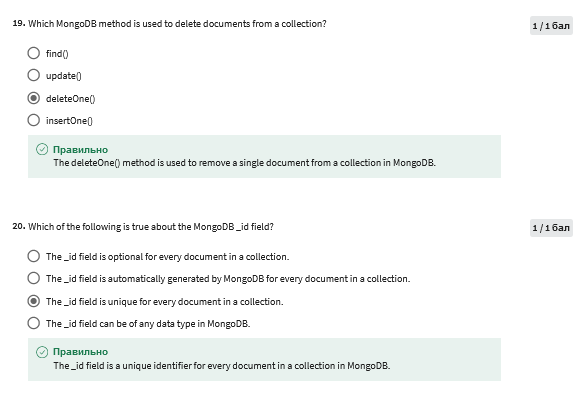 19. Which MongoDB method is used to delete documents from a collection?
1 / 1 бал
find()
update()
deleteOne()
insertOne()
Правильно
The deleteOne() method is used to remove a single document from a collection in MongoDB.
20. Which of the following is true about the MongoDB _id field?
1 / 1 бал
The _id field is optional for every document in a collection.
The _id field is automatically generated by MongoDB for every document in a collection.
The _id field is unique for every document in a collection.
The _id field can be of any data type in MongoDB.
Правильно
The _id field is a unique identifier for every document in a collection in MongoDB.